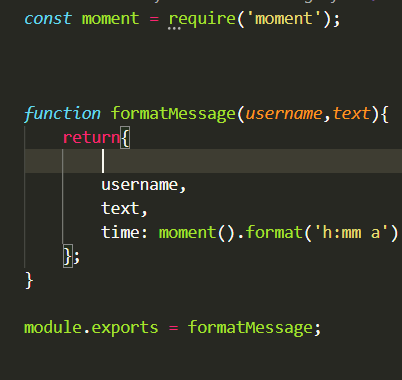 const moment = require('moment');
function formatMessage(username,text){
return{
username,
text,
time: moment().format('h:mm a')
};
}
module.exports = formatMessage;